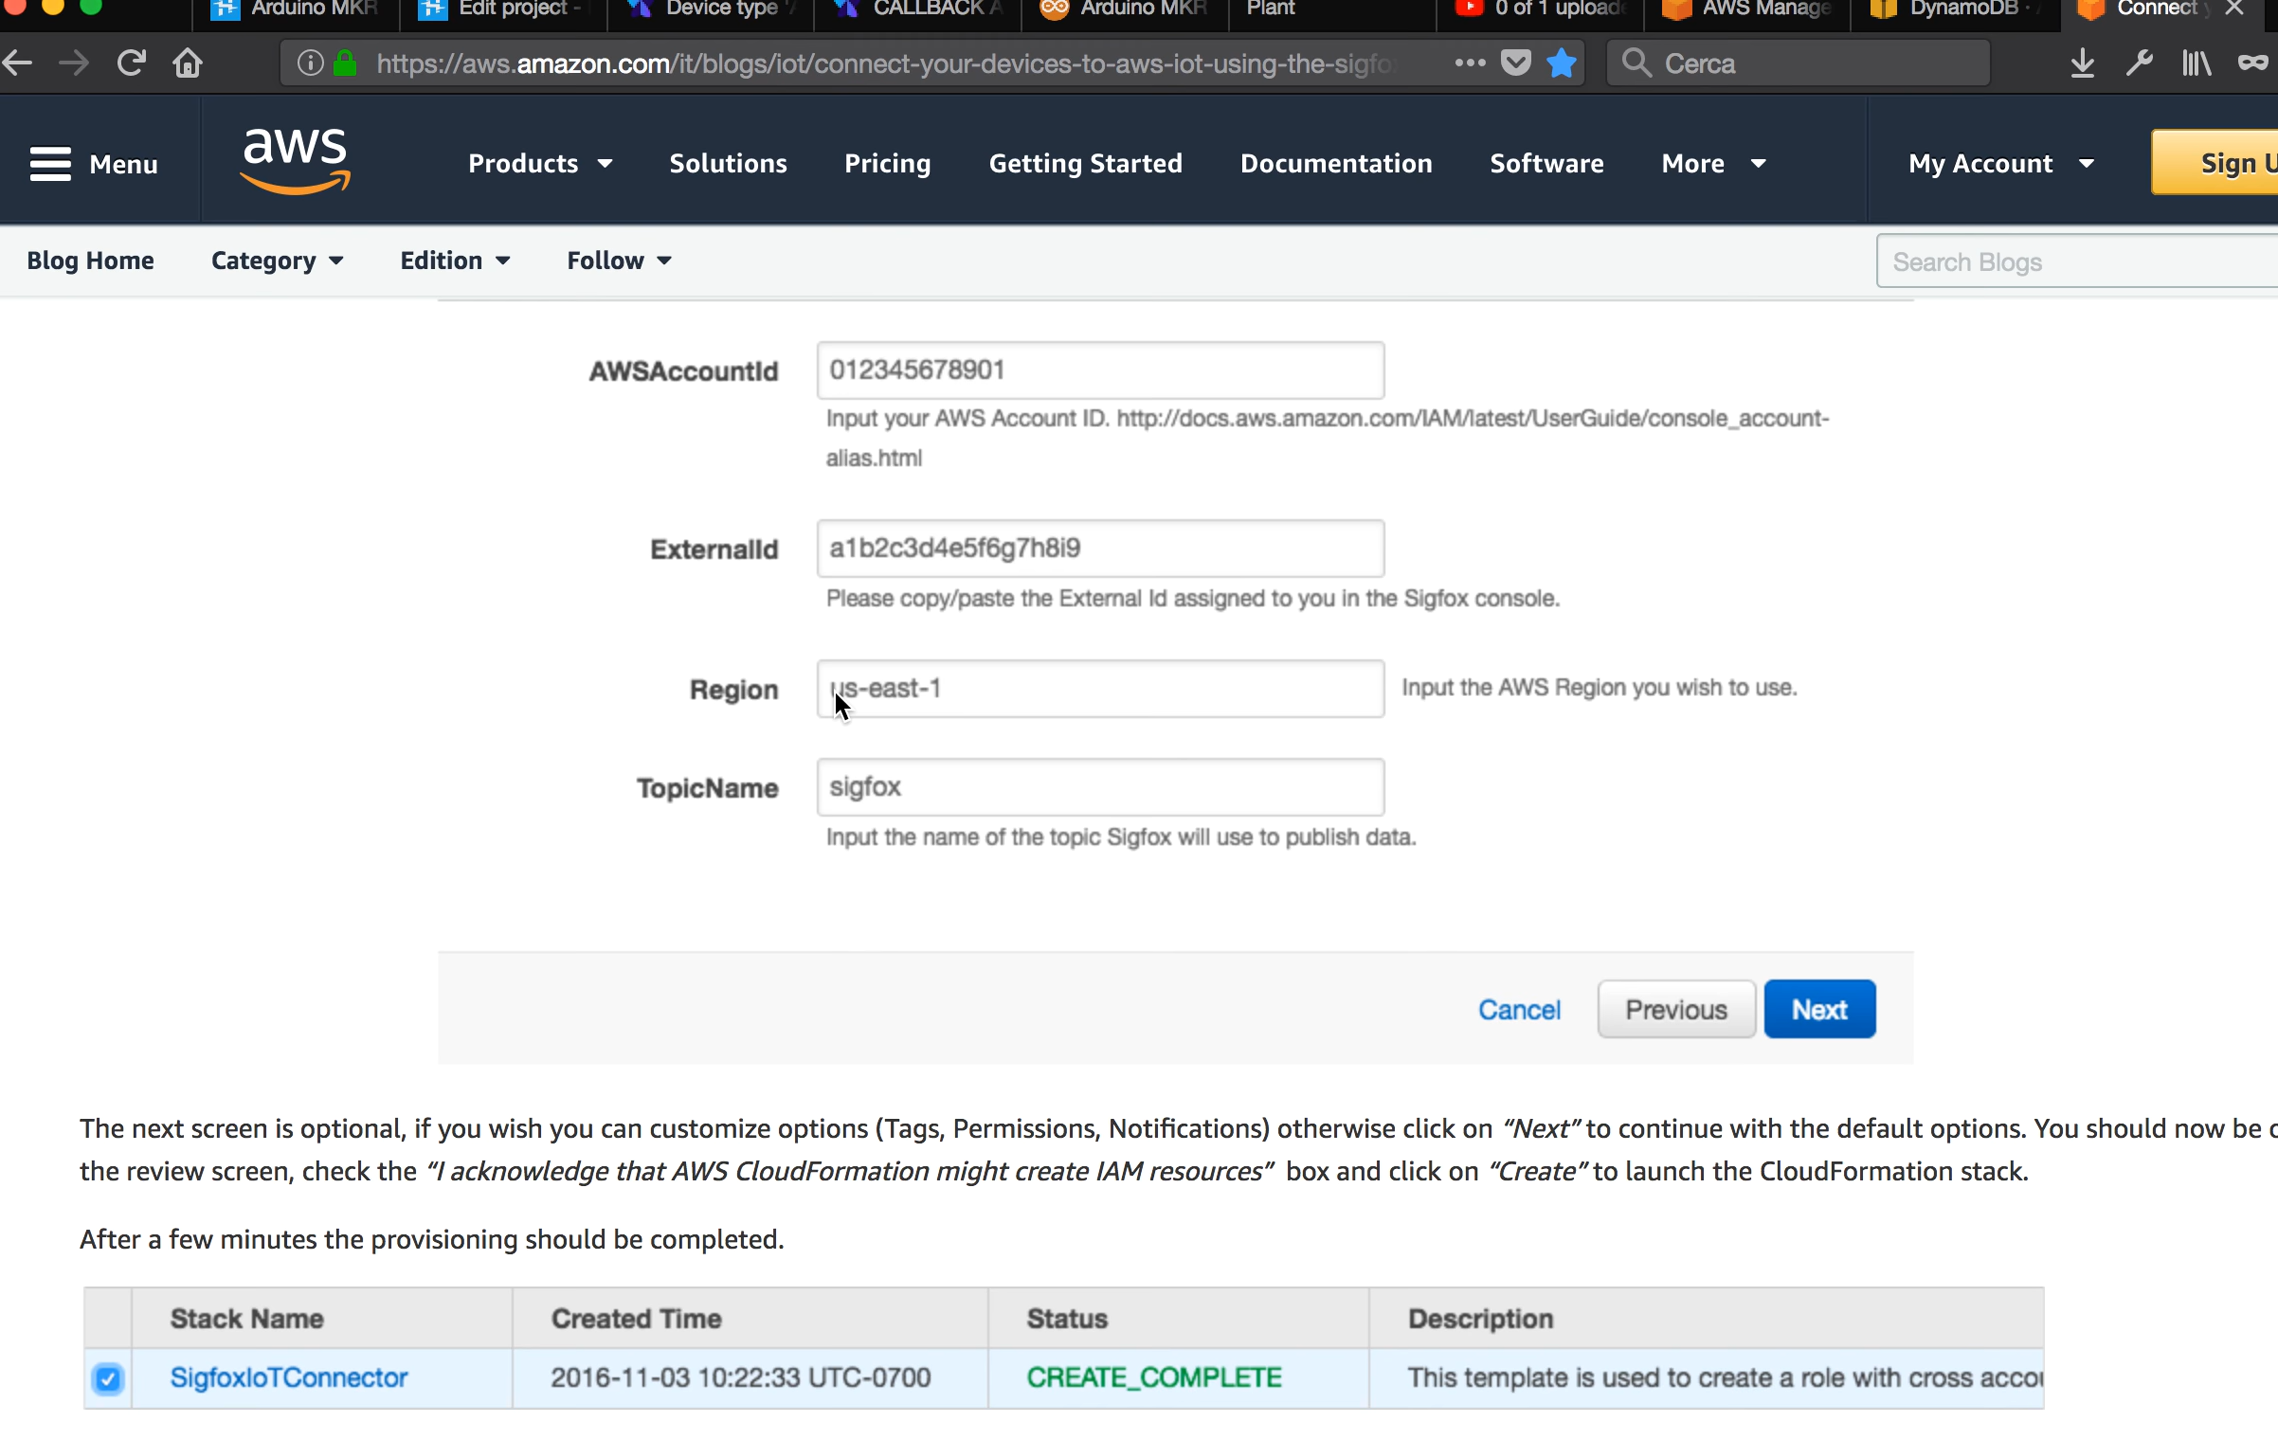 Arduino MKR Edit project - Device type CALLBACK Arduino MKR Plant 0 of 1 upload AWS Manage DynamoDB Connect
https://aws.amazon.com/it/blogs/iot/connect-your-devices-to-aws-iot-using-the-sigfo ••• Cerca
Menu aws Products Solutions Pricing Getting Started Documentation Software More My Account Sign U
Blog Home Category Edition Follow Search Blogs
AWSAccountId 012345678901
Input your AWS Account ID. http://docs.aws.amazon.com/IAM/latest/UserGuide/console_account-
alias.html
ExternalId a1b2c3d4e5f6g7h8i9
Please copy/paste the External Id assigned to you in the Sigfox console.
Region us-east-1 Input the AWS Region you wish to use.
TopicName sigfox
Input the name of the topic Sigfox will use to publish data.
Cancel Previous Next
The next screen is optional, if you wish you can customize options (Tags, Permissions, Notifications) otherwise click on “Next” to continue with the default options. You should now be
the review screen, check the “I acknowledge that AWS CloudFormation might create IAM resources” box and click on “Create” to launch the CloudFormation stack.
After a few minutes the provisioning should be completed.
Stack Name Created Time Status Description
SigfoxIoTConnector 2016-11-03 10:22:33 UTC-0700 CREATE_COMPLETE This template is used to create a role with cross accou